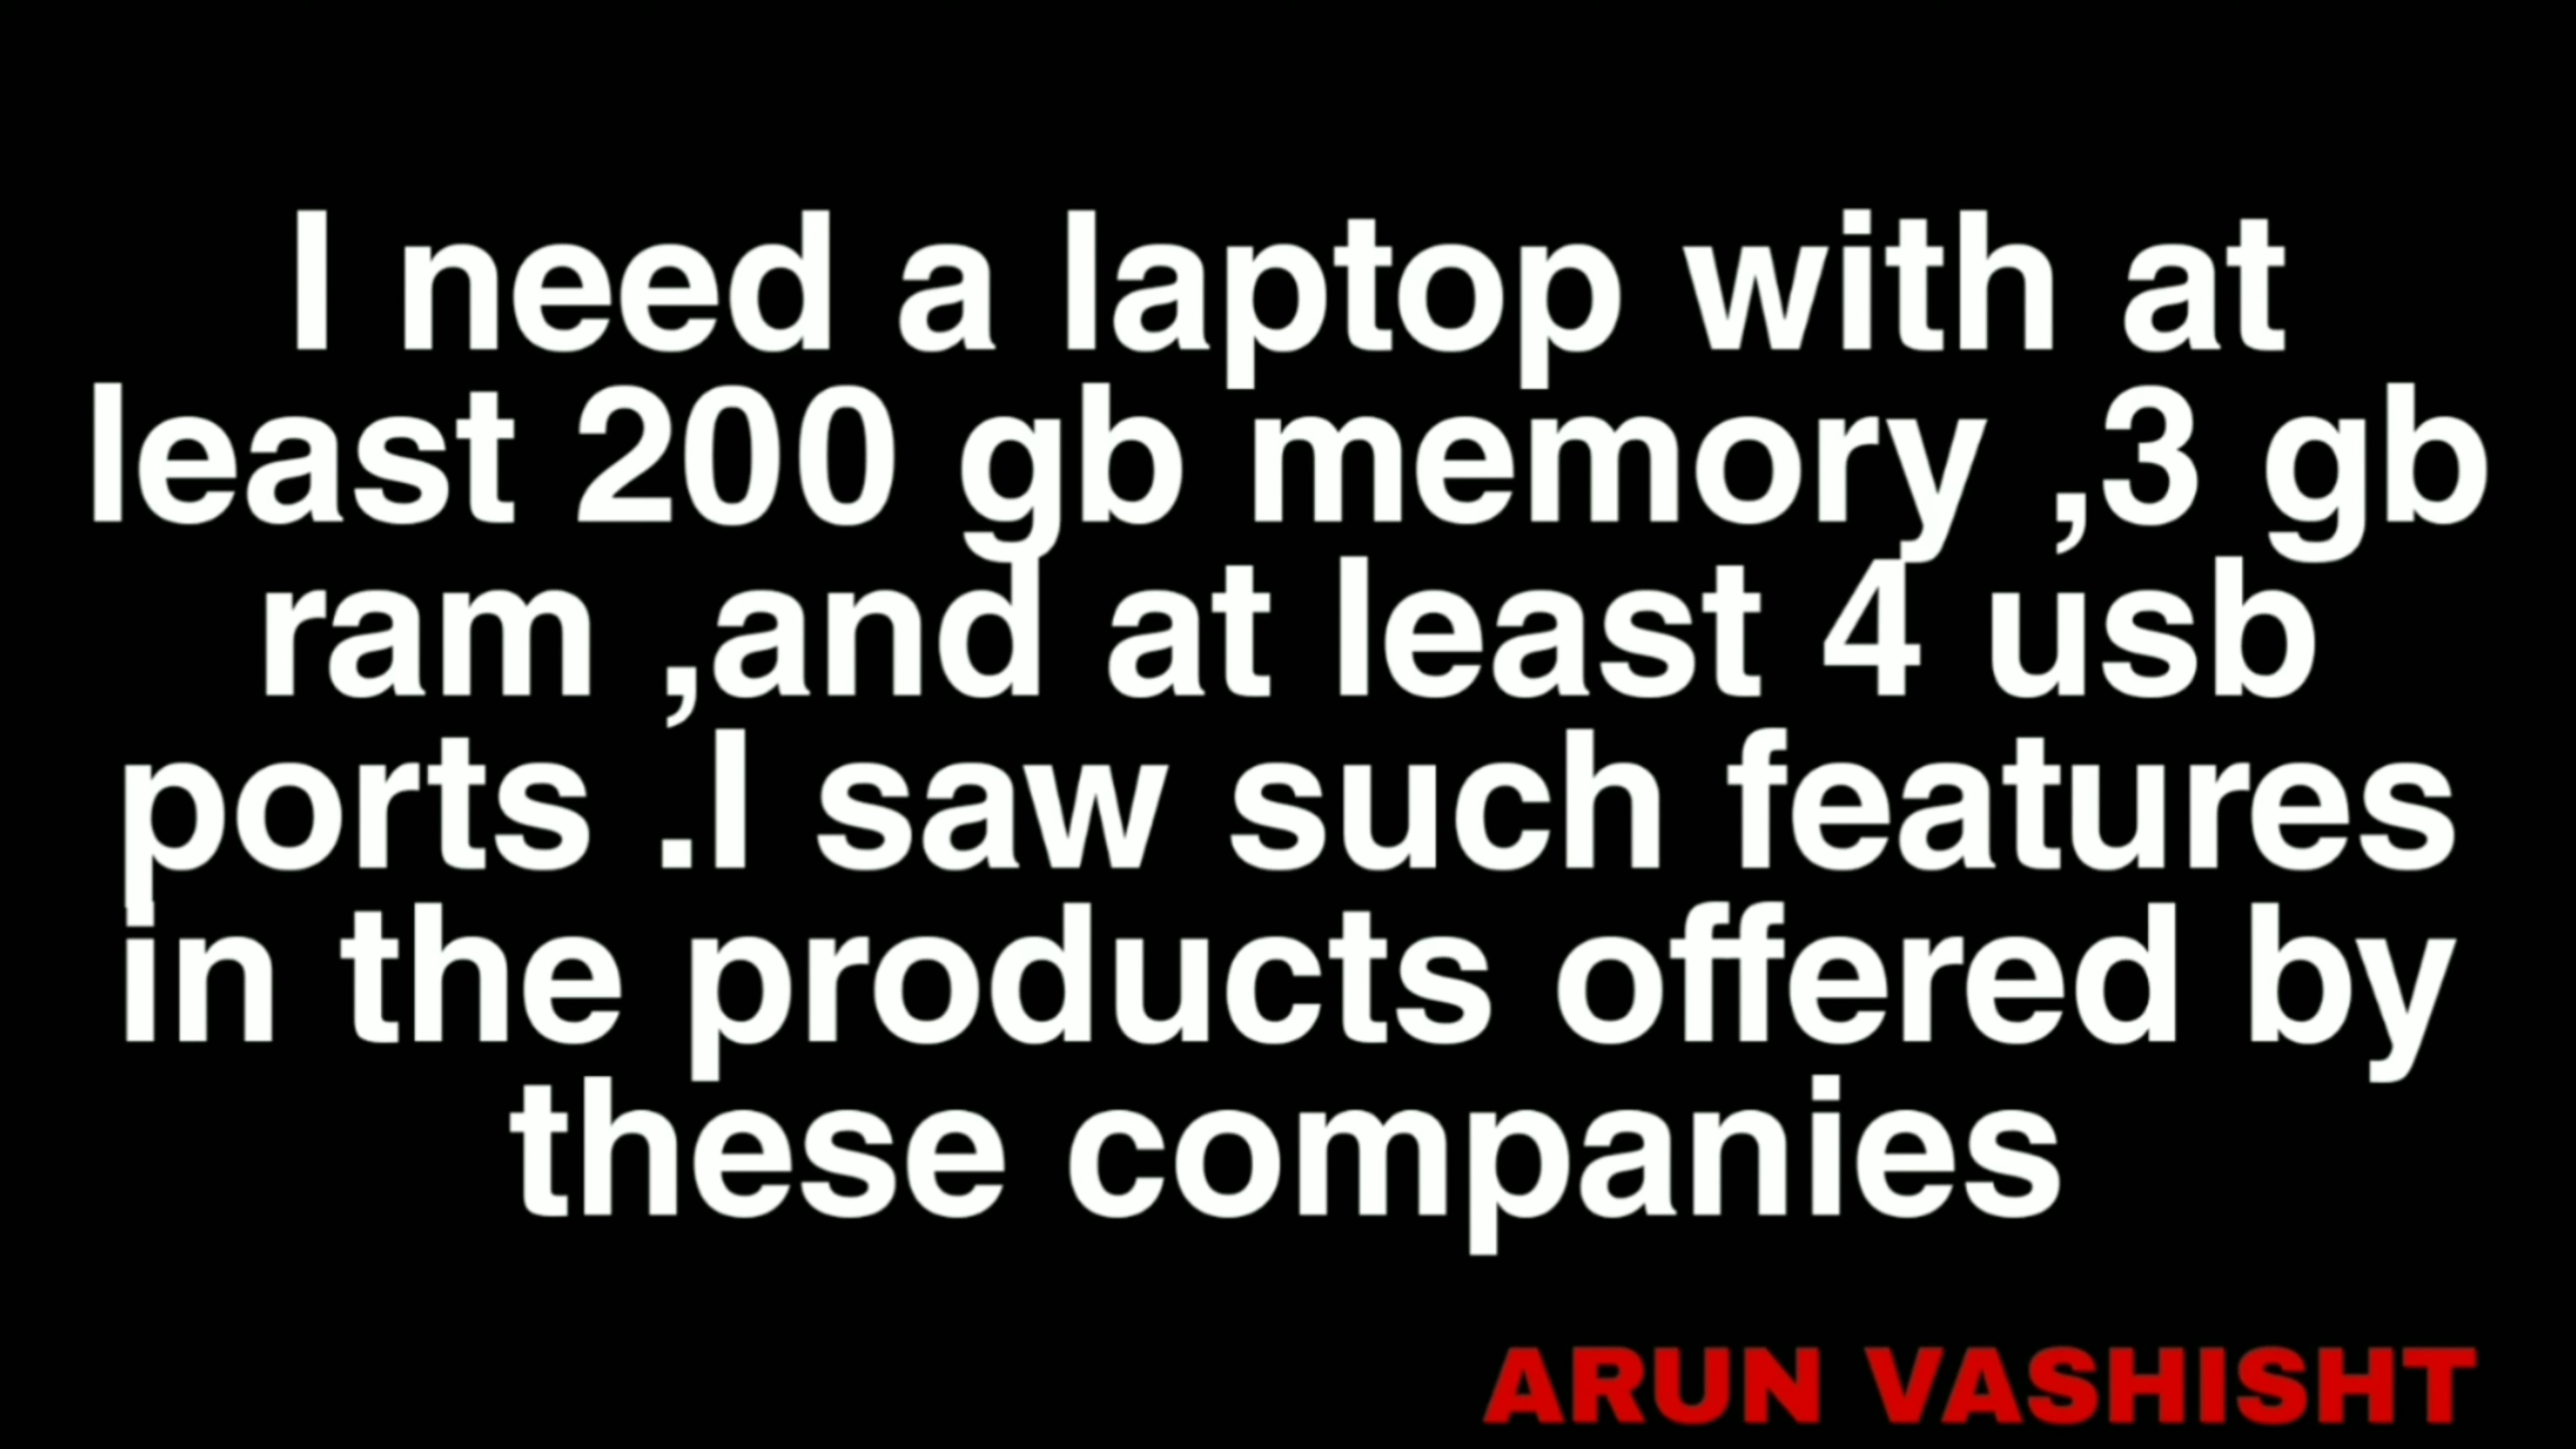 I need a laptop with at
least 200 gb memory ,3 gb
ram ,and at least 4 usb
ports .I saw such features
in the products offered by
these companies
ARUN VASHISHT